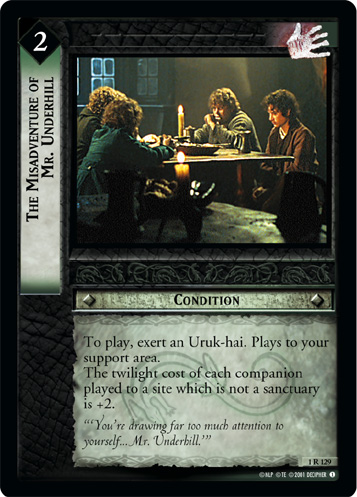 2
The Misadventure of
Mr. Underhill
Condition
To play, exert an Uruk-hai. Plays to your
support area.
The twilight cost of each companion
played to a site which is not a sanctuary
is +2.
“‘You’re drawing far too much attention to
yourself...Mr. Underhill.’”
1 R 129
©NLP ©TE ©2001 DECIPHER